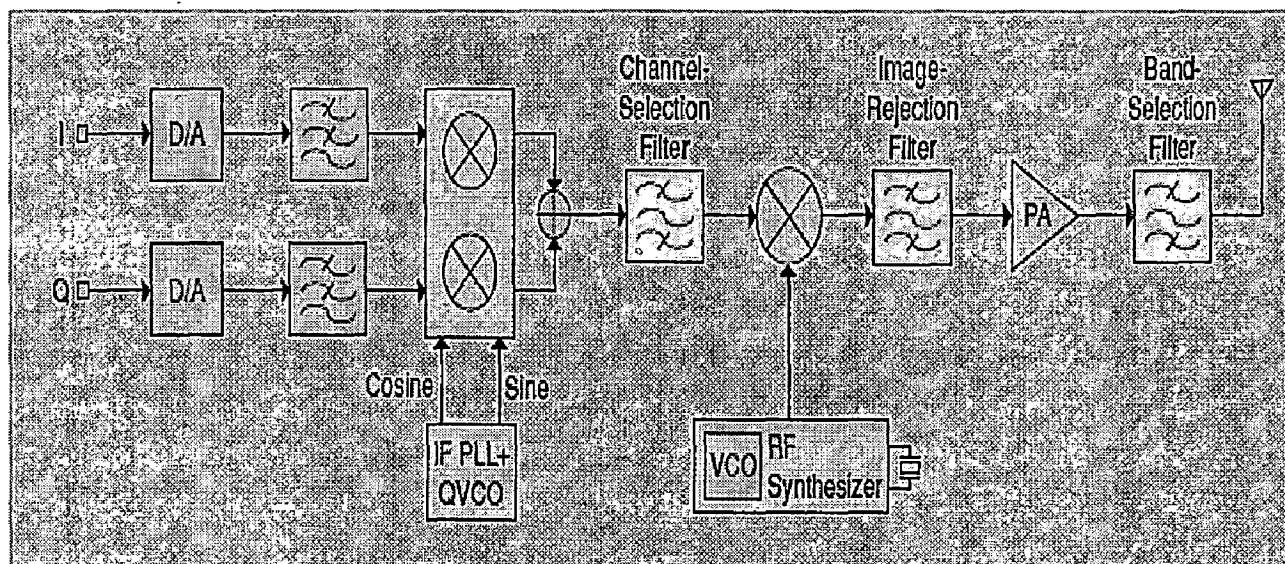 Channel-
Selection
Filter
Image-
Rejection
Filter
Band-
Selection
Filter
I
D/A
PA
Q
D/A
Cosine
Sine
IF PLL+
QVCO
VCO
RF
Synthesizer